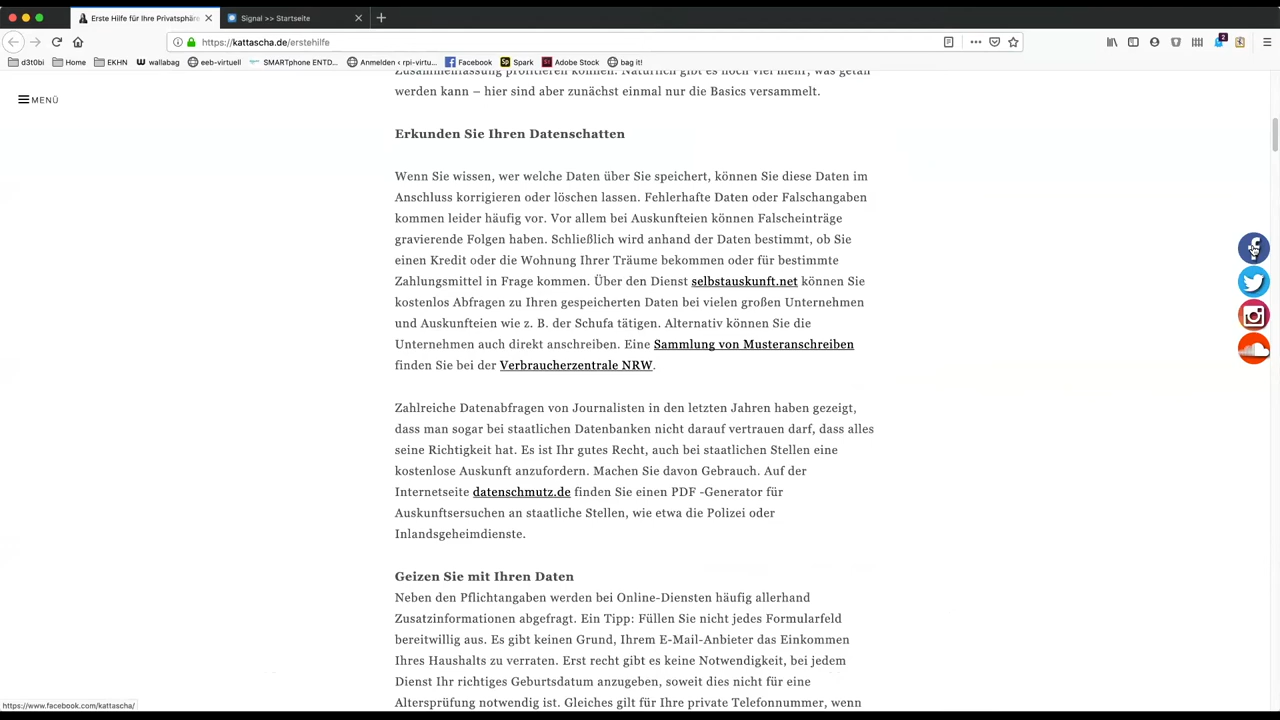 Erste Hilfe für Ihre Privatsphäre
Signal >> Startseite
https://kattascha.de/erstehilfe
2
d3t0bi
Home
EKHN
wallabag
eeb-virtuell
SMARTphone ENTD...
Anmelden ‹ rpi-virtu...
Facebook
Spark
Adobe Stock
bag it!
MENÜ
Zusammenfassung profitieren können. Natürlich gibt es noch viel mehr, was getan
werden kann – hier sind aber zunächst einmal nur die Basics versammelt.
Erkunden Sie Ihren Datenschatten
Wenn Sie wissen, wer welche Daten über Sie speichert, können Sie diese Daten im
Anschluss korrigieren oder löschen lassen. Fehlerhafte Daten oder Falschangaben
kommen leider häufig vor. Vor allem bei Auskunfteien können Falscheinträge
gravierende Folgen haben. Schließlich wird anhand der Daten bestimmt, ob Sie
einen Kredit oder die Wohnung Ihrer Träume bekommen oder für bestimmte
Zahlungsmittel in Frage kommen. Über den Dienst selbstauskunft.net können Sie
kostenlos Abfragen zu Ihren gespeicherten Daten bei vielen großen Unternehmen
und Auskunfteien wie z. B. der Schufa tätigen. Alternativ können Sie die
Unternehmen auch direkt anschreiben. Eine Sammlung von Musteranschreiben
finden Sie bei der Verbraucherzentrale NRW.
Zahlreiche Datenabfragen von Journalisten in den letzten Jahren haben gezeigt,
dass man sogar bei staatlichen Datenbanken nicht darauf vertrauen darf, dass alles
seine Richtigkeit hat. Es ist Ihr gutes Recht, auch bei staatlichen Stellen eine
kostenlose Auskunft anzufordern. Machen Sie davon Gebrauch. Auf der
Internetseite datenschmutz.de finden Sie einen PDF -Generator für
Auskunftsersuchen an staatliche Stellen, wie etwa die Polizei oder
Inlandsgeheimdienste.
Geizen Sie mit Ihren Daten
Neben den Pflichtangaben werden bei Online-Diensten häufig allerhand
Zusatzinformationen abgefragt. Ein Tipp: Füllen Sie nicht jedes Formularfeld
bereitwillig aus. Es gibt keinen Grund, Ihrem E-Mail-Anbieter das Einkommen
Ihres Haushalts zu verraten. Erst recht gibt es keine Notwendigkeit, bei jedem
Dienst Ihr richtiges Geburtsdatum anzugeben, soweit dies nicht für eine
Altersprüfung notwendig ist. Gleiches gilt für Ihre private Telefonnummer, wenn
https://www.facebook.com/kattascha/